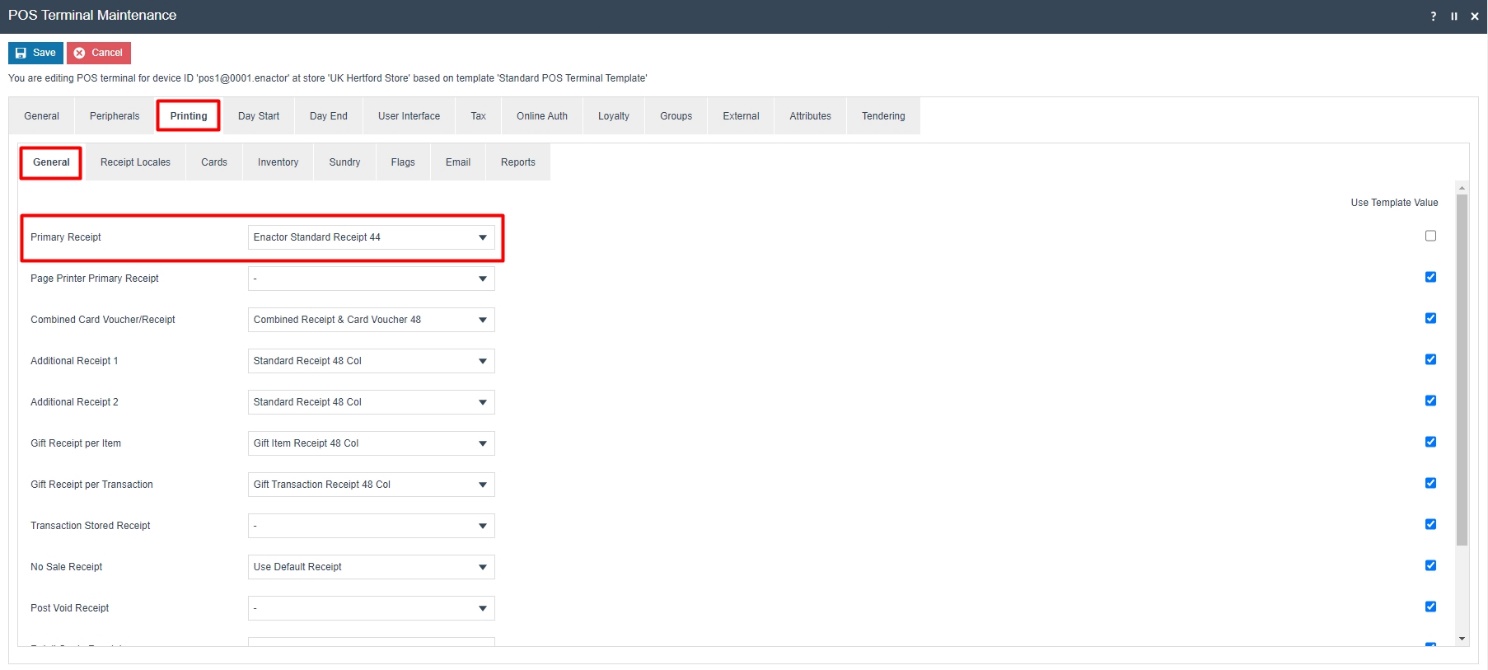 POS Terminal Maintenance ?
Save Cancel
You are editing POS terminal for device ID 'pos1@0001.enactor' at store 'UK Hertford Store' based on template 'Standard POS Terminal Template'
General Peripherals Printing Day Start Day End User Interface Tax Online Auth Loyalty Groups External Attributes Tendering
General Receipt Locales Cards Inventory Sundry Flags Email Reports
Use Template Value
Primary Receipt Enactor Standard Receipt 44
Page Printer Primary Receipt -
Combined Card Voucher/Receipt Combined Receipt & Card Voucher 48
Additional Receipt 1 Standard Receipt 48 Col
Additional Receipt 2 Standard Receipt 48 Col
Gift Receipt per Item Gift Item Receipt 48 Col
Gift Receipt per Transaction Gift Transaction Receipt 48 Col
Transaction Stored Receipt -
No Sale Receipt Use Default Receipt
Post Void Receipt -